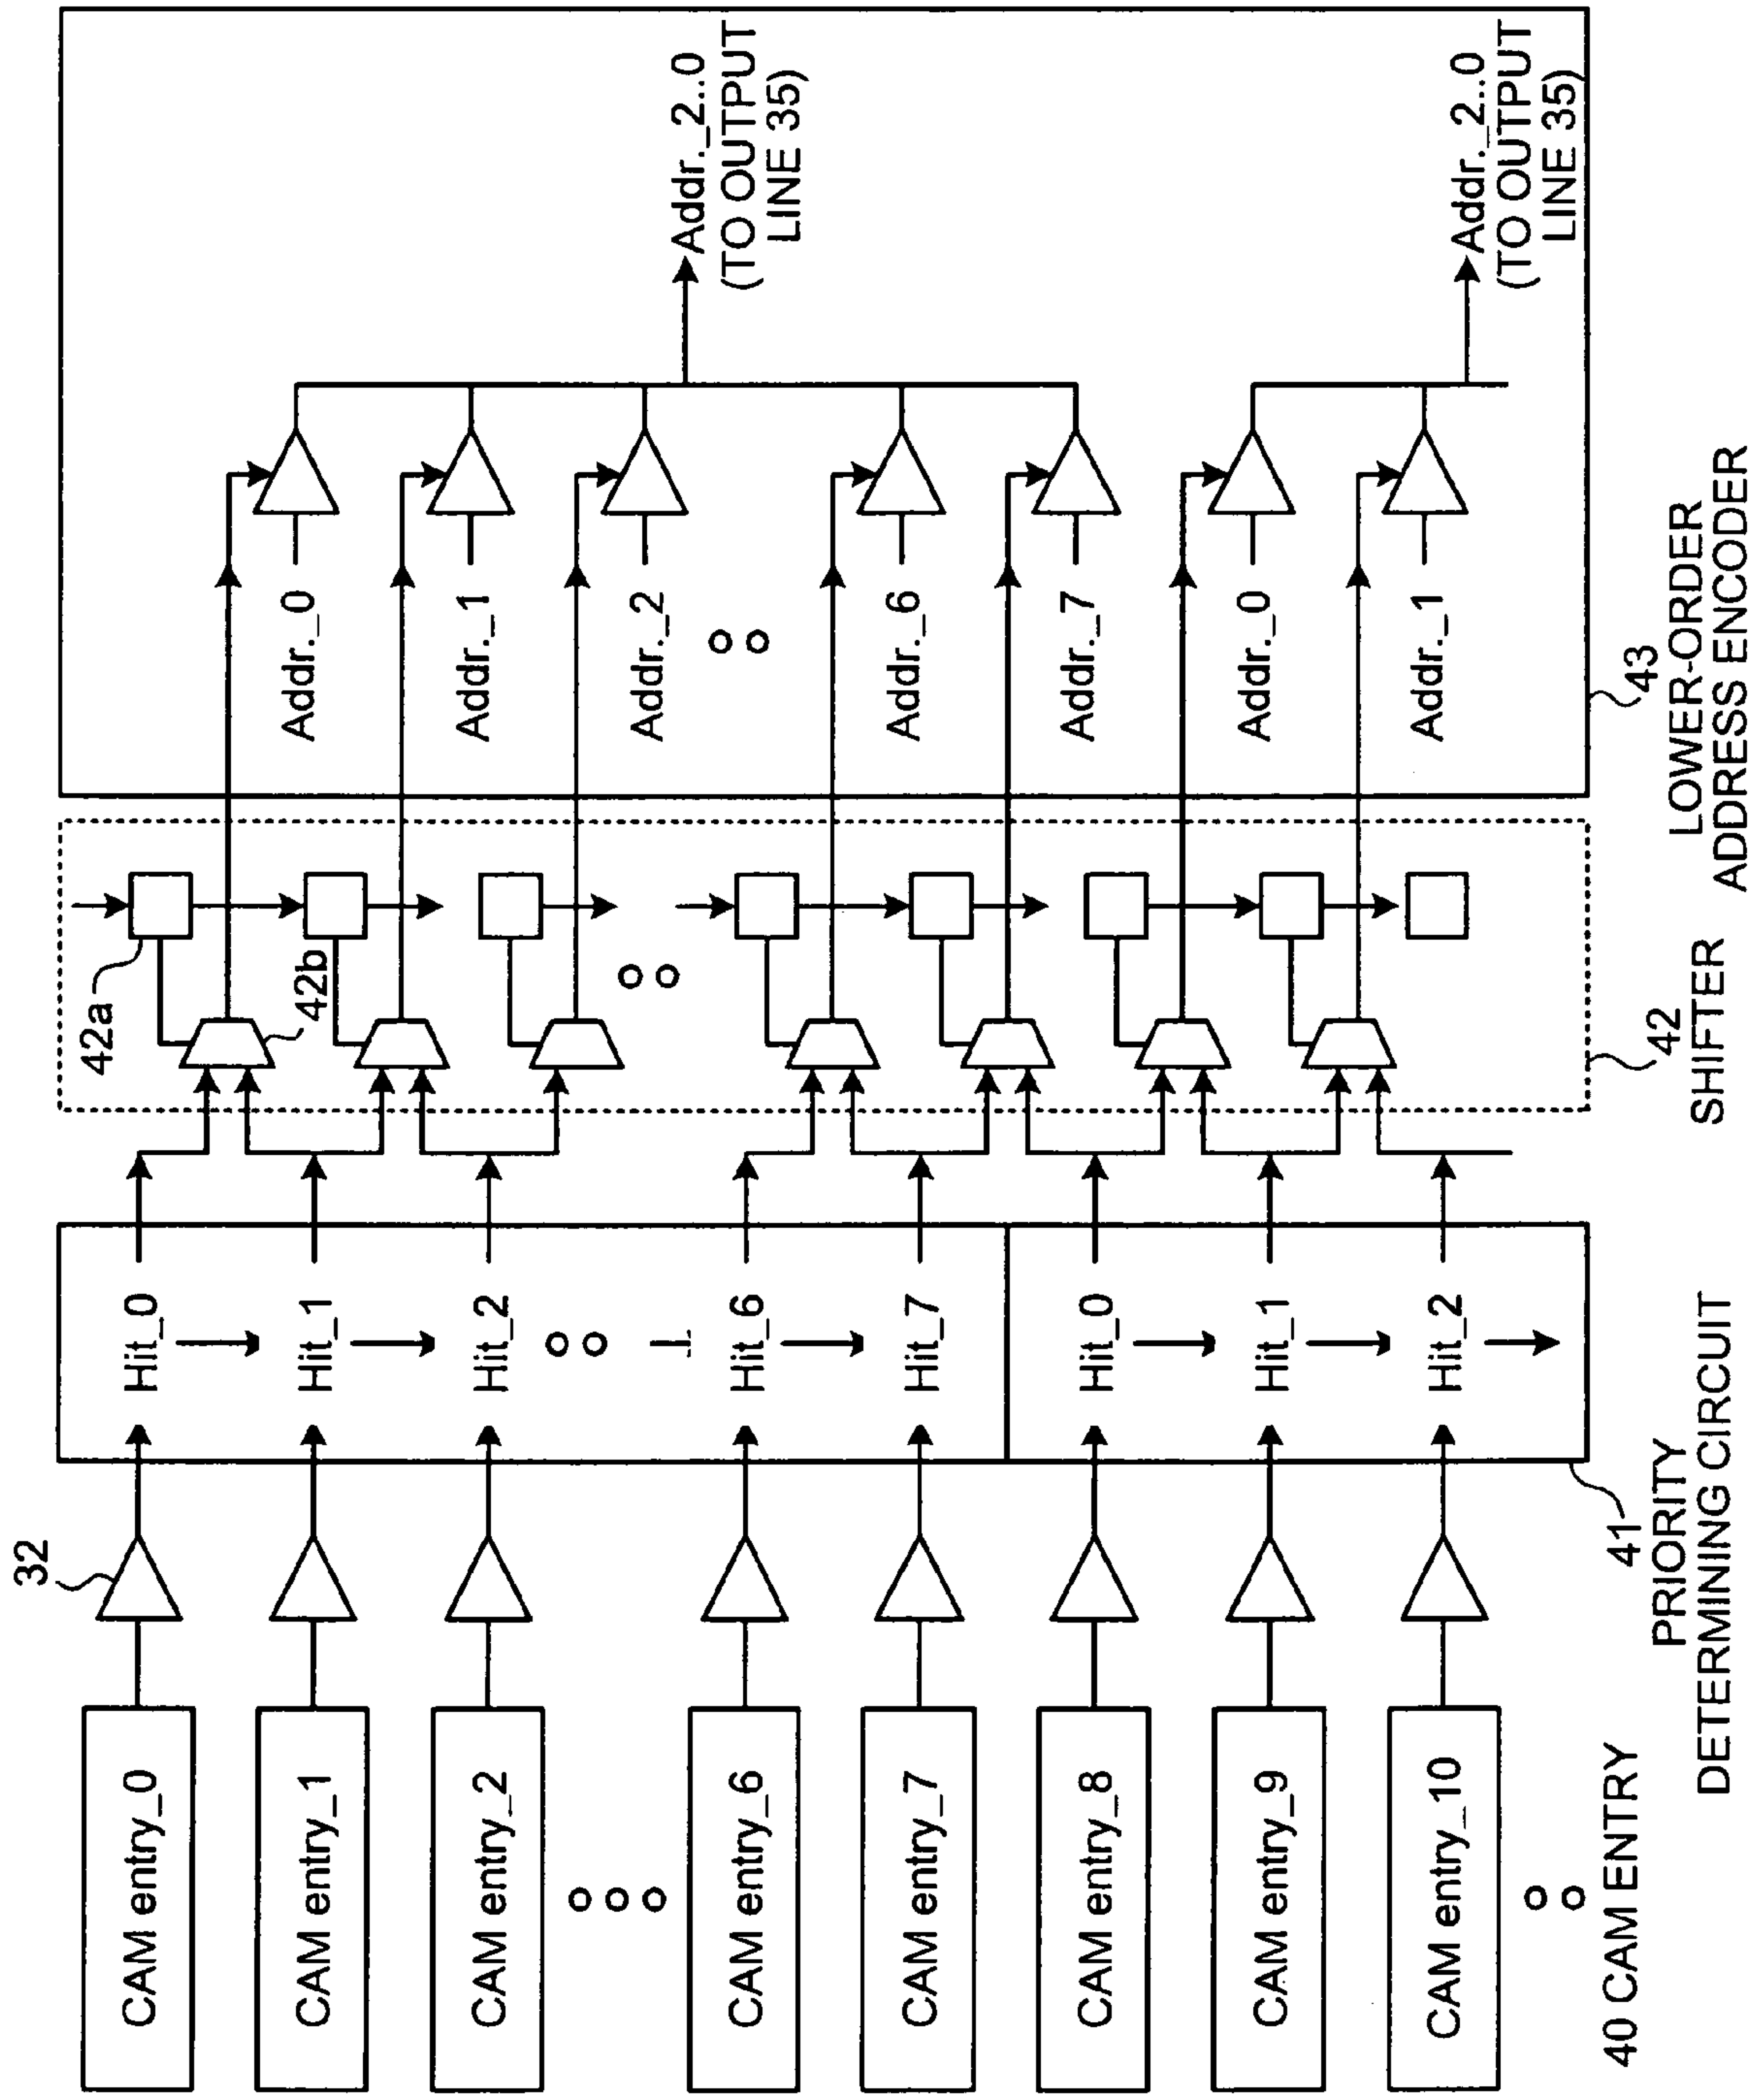 CAM entry_0
CAM entry_1
CAM entry_2
CAM entry_6
CAM entry_7
CAM entry_8
CAM entry_9
CAM entry_10
40 CAM ENTRY
32
Hit_0
Hit_1
Hit_2
Hit_6
Hit_7
Hit_0
Hit_1
Hit_2
41
PRIORITY
DETERMINING CIRCUIT
42a
42b
42
SHIFTER
Addr._0
Addr._1
Addr._2
Addr._6
Addr._7
Addr._0
Addr._1
Addr._2..0
(TO OUTPUT
LINE 35)
Addr._2..0
(TO OUTPUT
LINE 35)
43
LOWER-ORDER
ADDRESS ENCODER